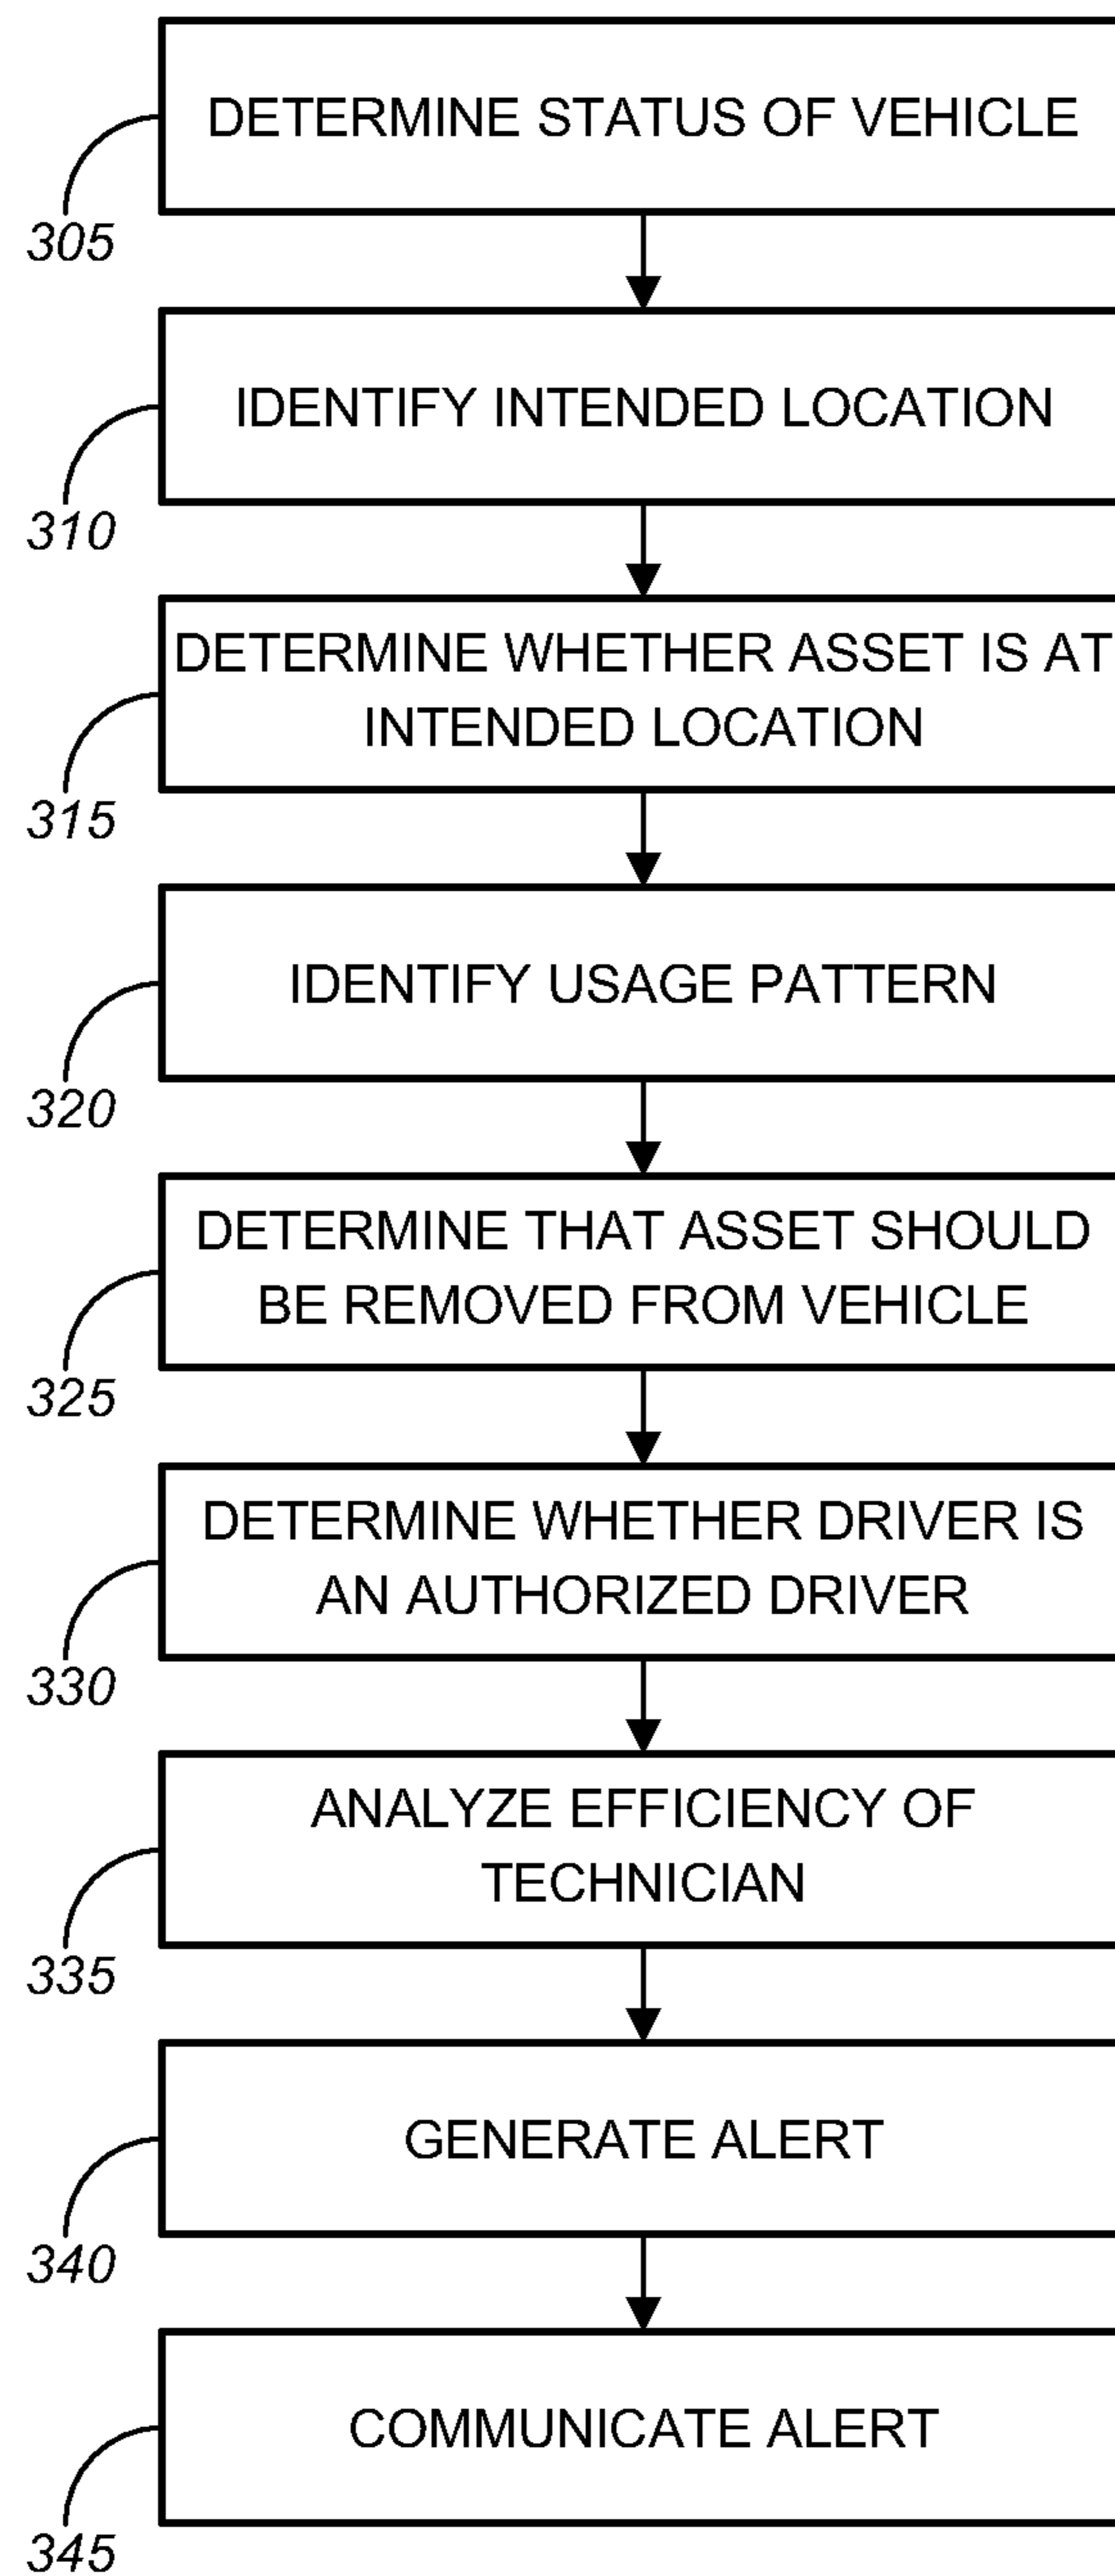 DETERMINE STATUS OF VEHICLE
305
IDENTIFY INTENDED LOCATION
310
DETERMINE WHETHER ASSET IS AT
INTENDED LOCATION
315
IDENTIFY USAGE PATTERN
320
DETERMINE THAT ASSET SHOULD
BE REMOVED FROM VEHICLE
325
DETERMINE WHETHER DRIVER IS
AN AUTHORIZED DRIVER
330
ANALYZE EFFICIENCY OF
TECHNICIAN
335
GENERATE ALERT
340
COMMUNICATE ALERT
345